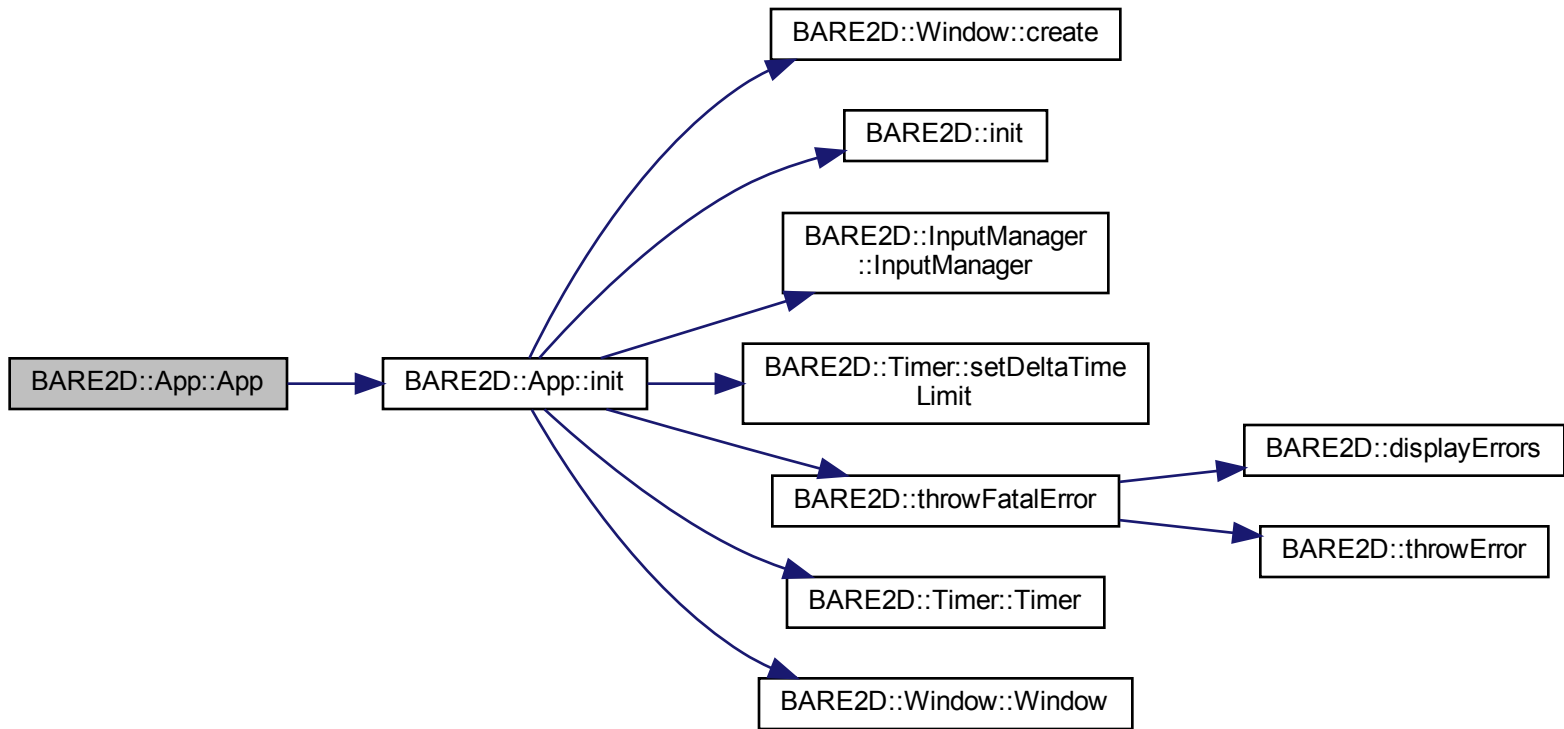 BARE2D::App::App
BARE2D::App::init
BARE2D::Window::create
BARE2D::init
BARE2D::InputManager
::InputManager
BARE2D::Timer::setDeltaTime
Limit
BARE2D::throwFatalError
BARE2D::displayErrors
BARE2D::throwError
BARE2D::Timer::Timer
BARE2D::Window::Window